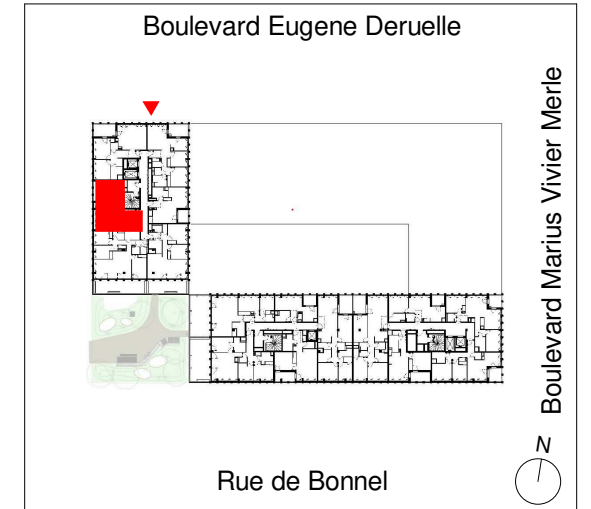 Boulevard Eugene Deruelle
Boulevard Marius Vivier Merle
N
Rue de Bonnel